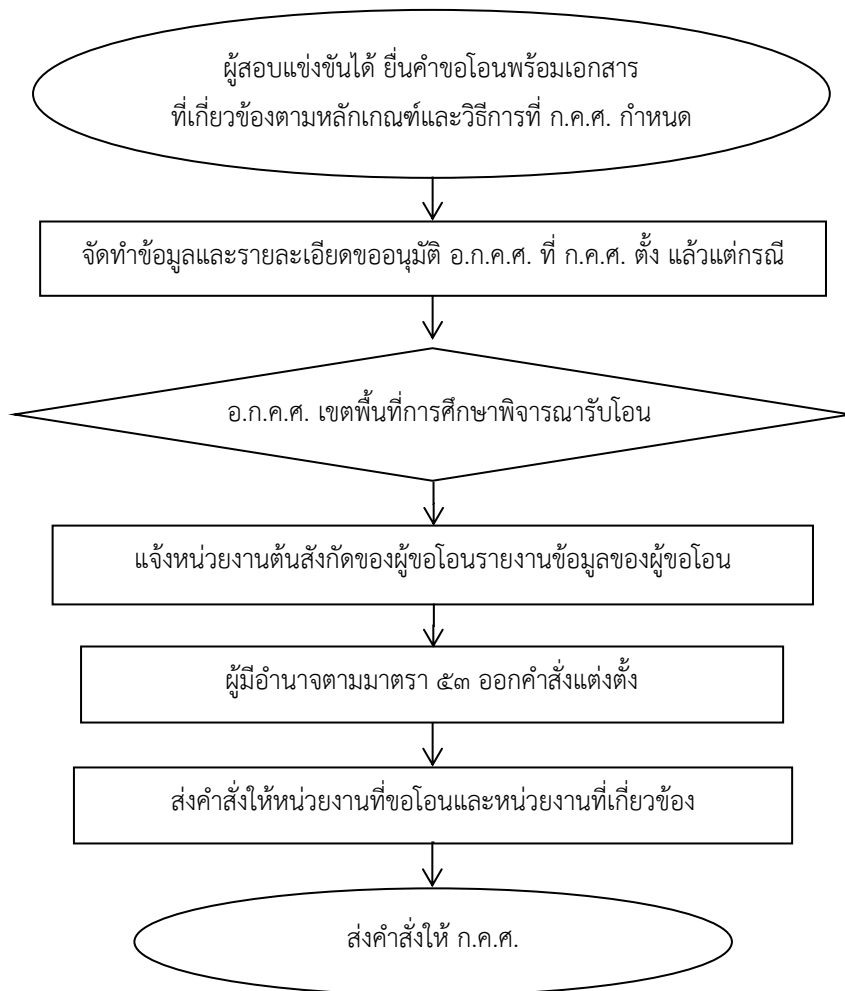 ผู้สอบแข่งขันได้ ยื่นคำขอโอนพร้อมเอกสาร
ที่เกี่ยวข้องตามหลักเกณฑ์และวิธีการที่ ก.ค.ศ. กำหนด
จัดทำข้อมูลและรายละเอียดขออนุมัติ อ.ก.ค.ศ. ที่ ก.ค.ศ. ตั้ง แล้วแต่กรณี
อ.ก.ค.ศ. เขตพื้นที่การศึกษาพิจารณารับโอน
แจ้งหน่วยงานต้นสังกัดของผู้ขอโอนรายงานข้อมูลของผู้ขอโอน
ผู้มีอำนาจตามมาตรา ๕๓ ออกคำสั่งแต่งตั้ง
ส่งคำสั่งให้หน่วยงานที่ขอโอนและหน่วยงานที่เกี่ยวข้อง
ส่งคำสั่งให้ ก.ค.ศ.